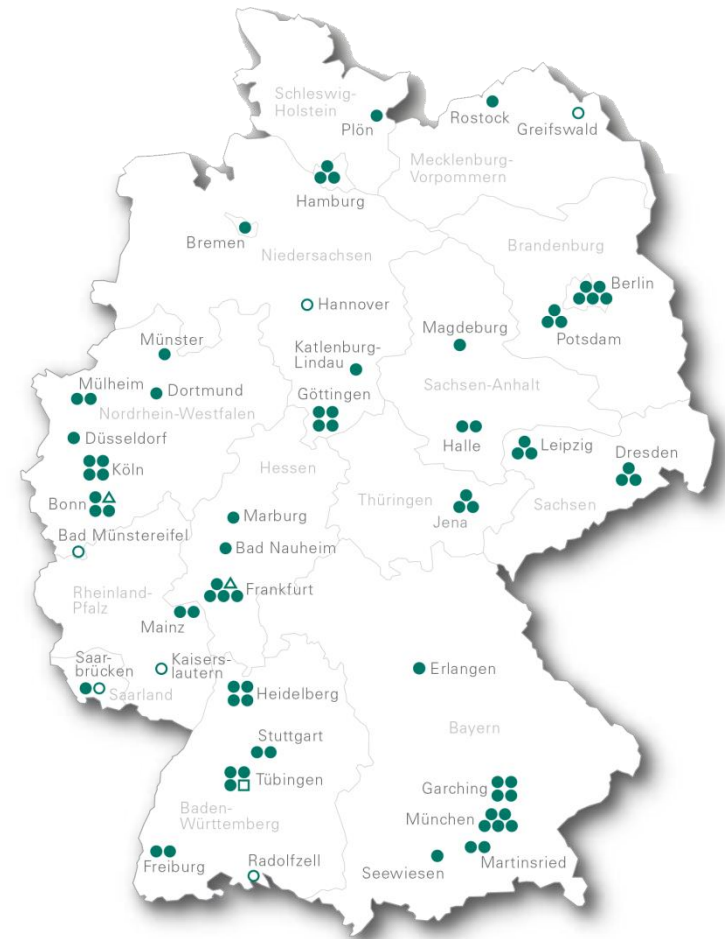 Schleswig-
Holstein
Plön
Rostock
Greifswald
Mecklenburg-
Vorpommern
Hamburg
Bremen
Niedersachsen
Brandenburg
Berlin
Hannover
Potsdam
Münster
Katlenburg-
Lindau
Magdeburg
Mülheim
Dortmund
Göttingen
Sachsen-Anhalt
Nordrhein-Westfalen
Düsseldorf
Halle
Leipzig
Dresden
Köln
Hessen
Bonn
Thüringen
Jena
Sachsen
Marburg
Bad Münstereifel
Bad Nauheim
Rheinland-
Pfalz
Frankfurt
Mainz
Saar-
brücken
Saarland
Kaisers-
lautern
Erlangen
Heidelberg
Bayern
Stuttgart
Tübingen
Garching
Baden-
Württemberg
München
Freiburg
Radolfzell
Seewiesen
Martinsried